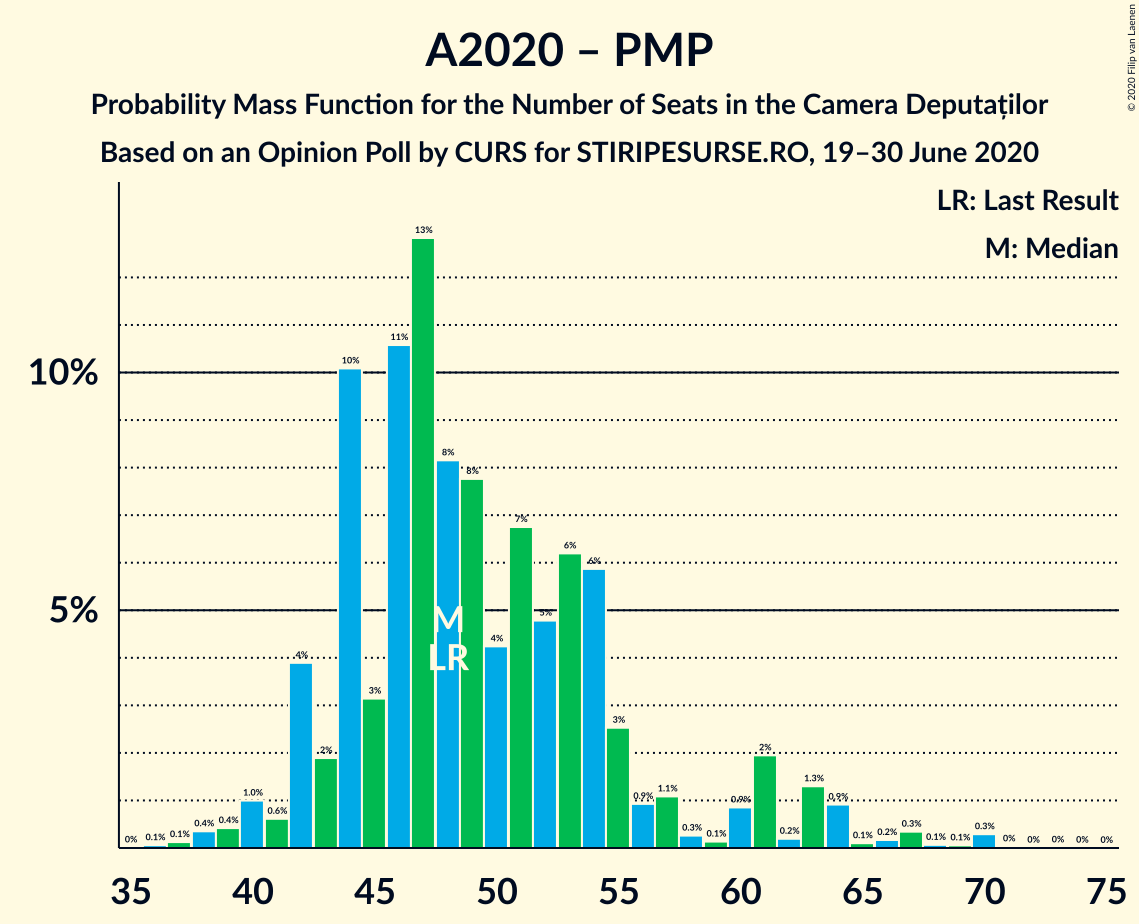 A2020 – PMP
Probability Mass Function for the Number of Seats in the Camera Deputaților
Based on an Opinion Poll by CURS for STIRIPESURSE.RO, 19–30 June 2020
© 2020 Filip van Laenen
LR: Last Result
M: Median
10%
5%
0% 0.1% 0.1% 0.4% 0.4% 1.0% 0.6% 4% 2% 10% 3% 11% 13% 8% 8% 4% 7% 5% 6% 6% 3% 0.9% 1.1% 0.3% 0.1% 0.9% 2% 0.2% 1.3% 0.9% 0.1% 0.2% 0.3% 0.1% 0.1% 0.3% 0% 0% 0% 0% 0%
M
LR
35 40 45 50 55 60 65 70 75